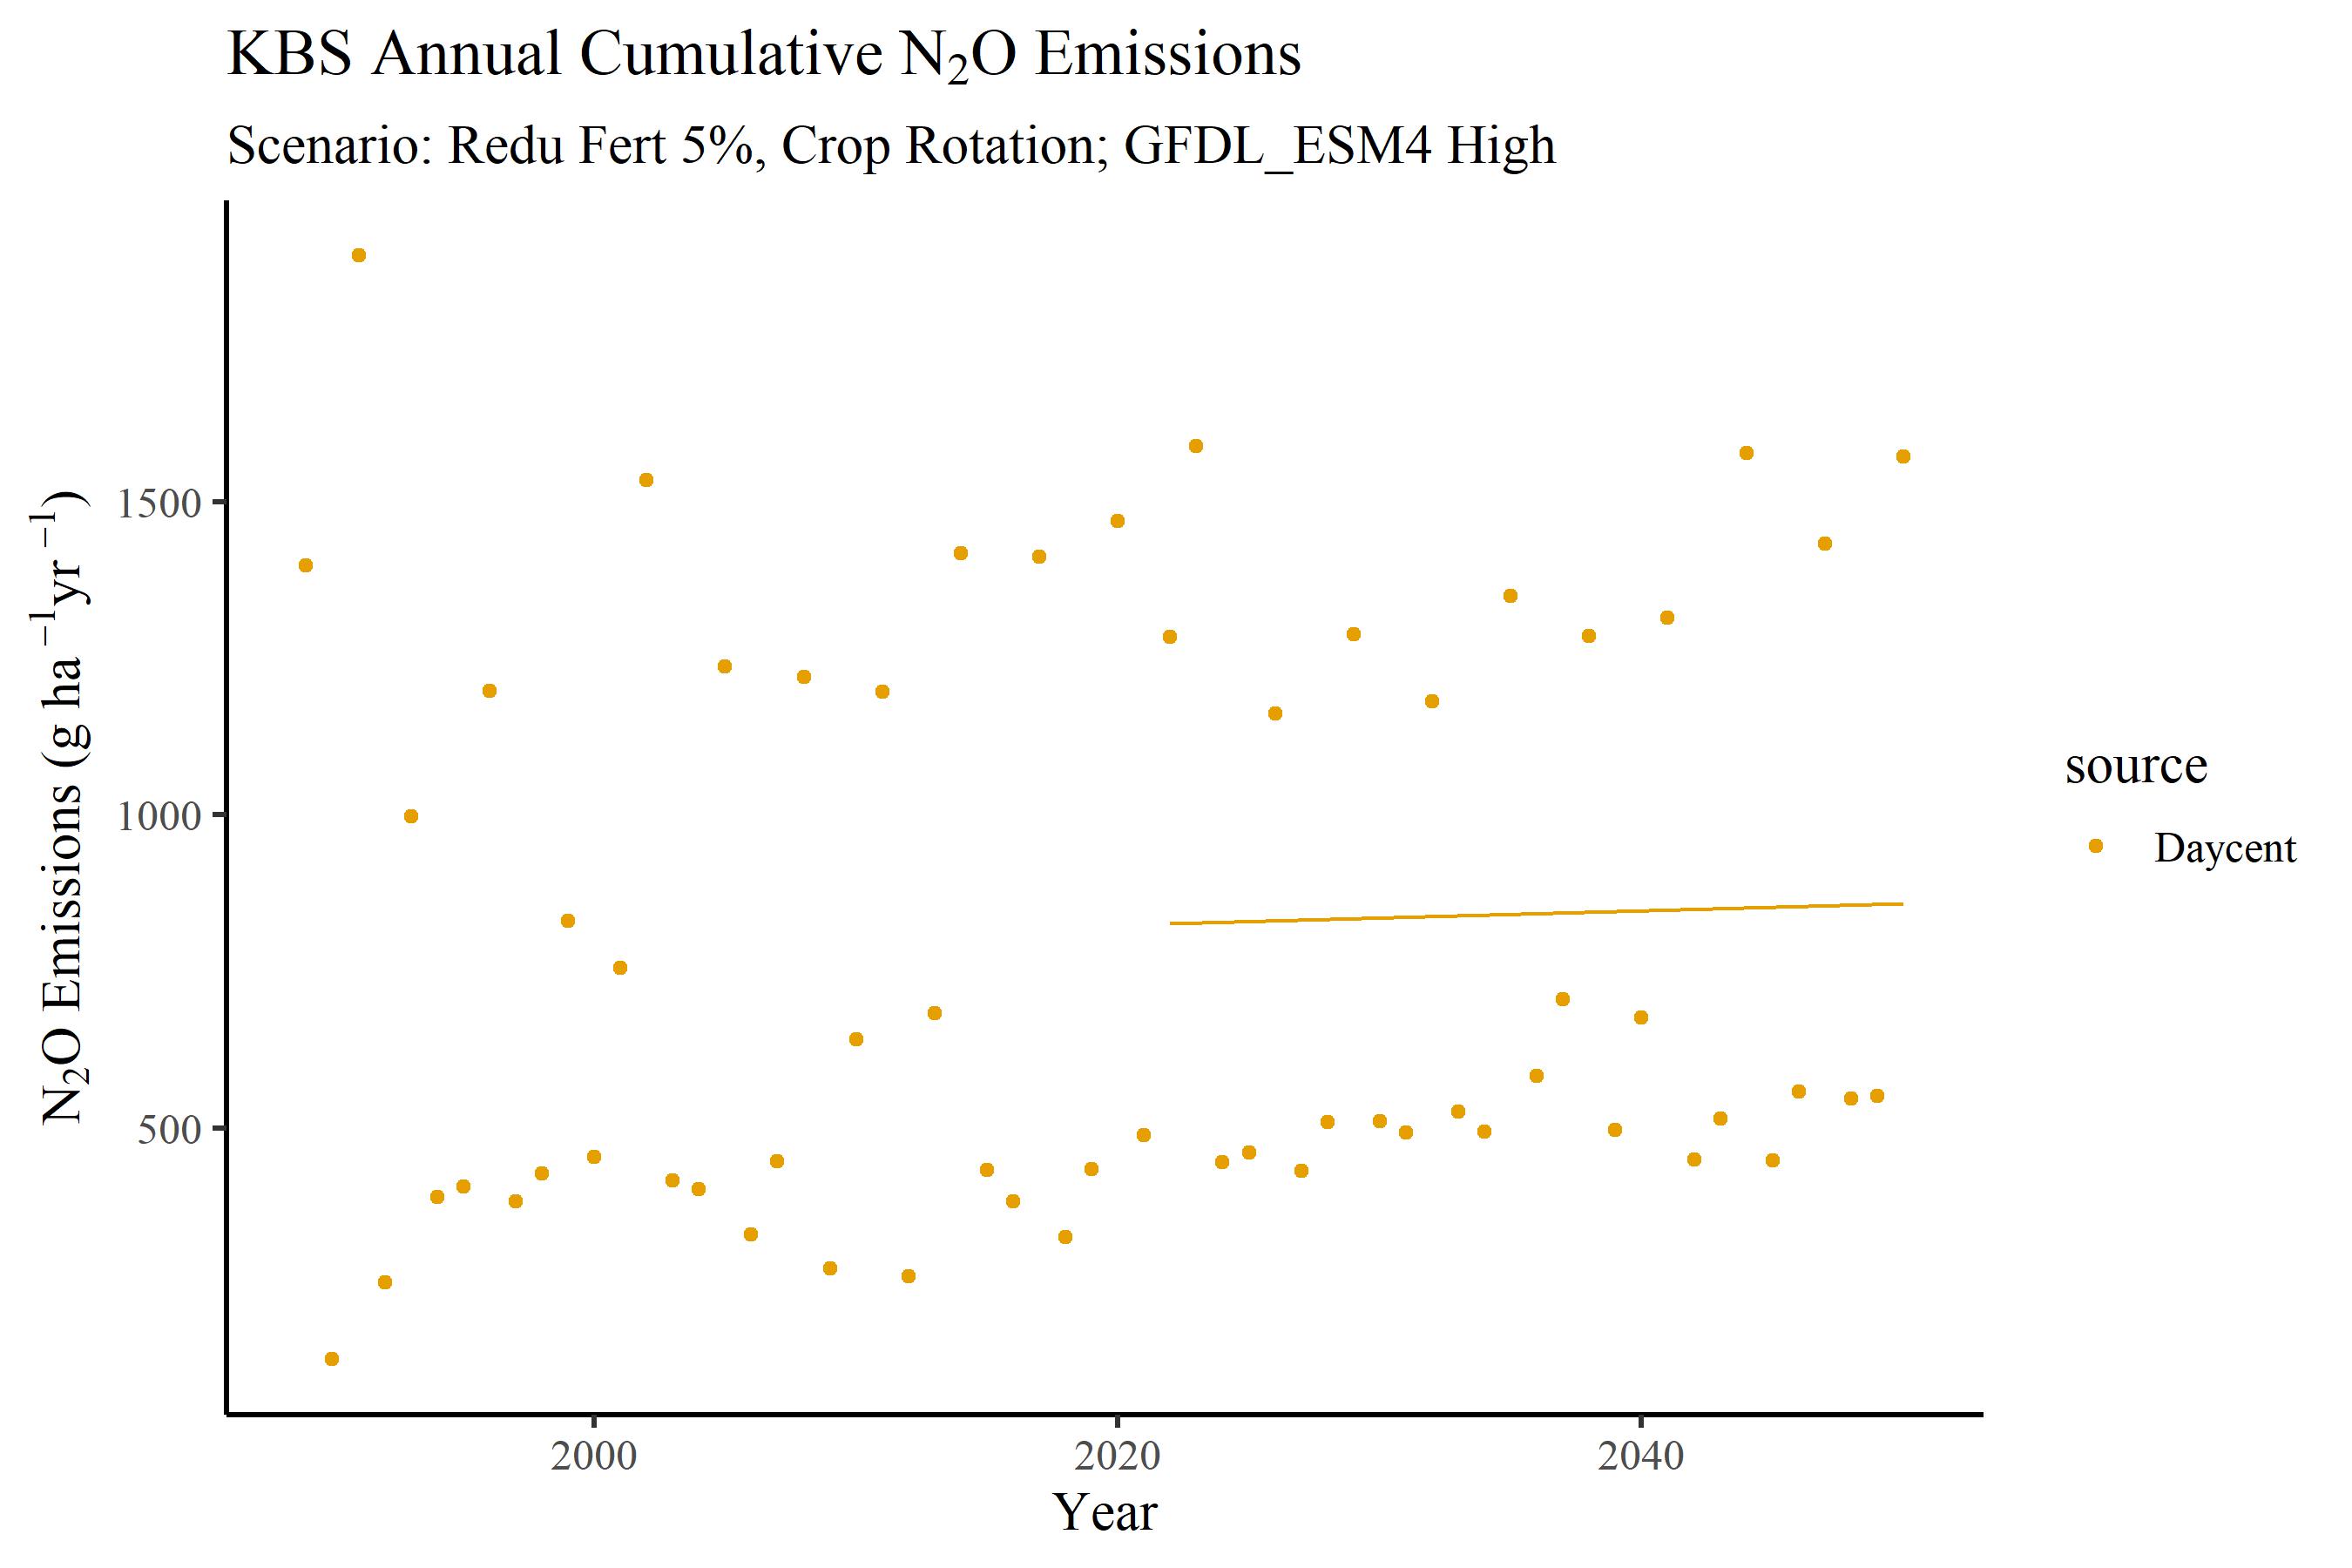 KBS Annual Cumulative N₂O Emissions
Scenario: Redu Fert 5%, Crop Rotation; GFDL_ESM4 High
N₂O Emissions (g ha⁻¹yr⁻¹)
1500
1000
500
2000
2020
2040
Year
source
Daycent